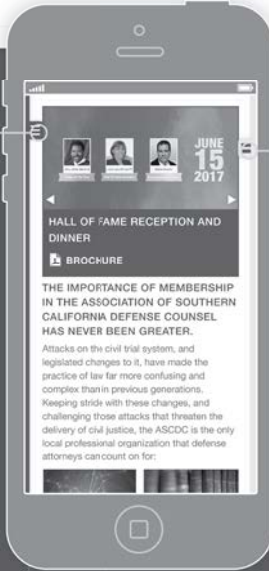 JUNE
15
2017
HALL OF FAME RECEPTION AND
DINNER
BROCHURE
THE IMPORTANCE OF MEMBERSHIP
IN THE ASSOCIATION OF SOUTHERN
CALIFORNIA DEFENSE COUNSEL
HAS NEVER BEEN GREATER.
Attacks on the civil trial system, and
legislated changes to it, have made the
practice of law far more confusing and
complex than in previous generations.
Keeping stride with these changes, and
challenging those attacks that threaten the
delivery of civil justice, the ASCDC is the only
local professional organization that defense
attorneys can count on for: